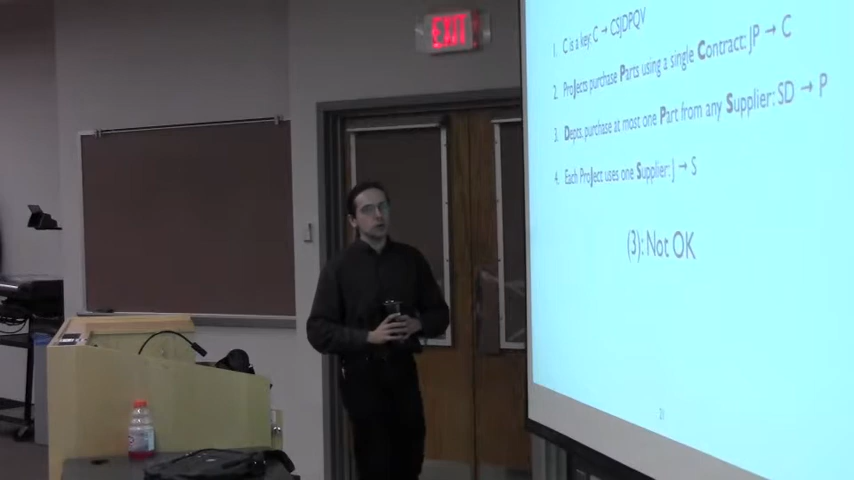 EXIT
1. C is a key: C → CSJDPQV
2. ProJects purchase Parts using a single Contract: JP → C
3. Depts. purchase at most one Part from any Supplier: SD → P
4. Each ProJect uses one Supplier: J → S
(3): Not OK
21